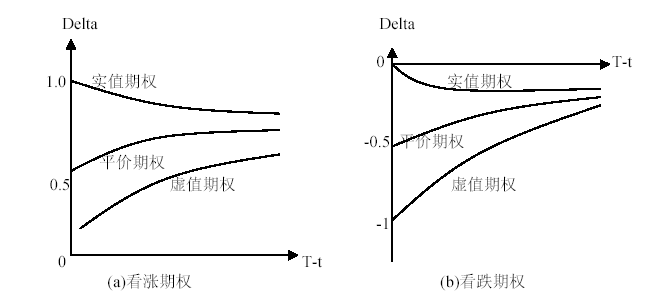 Delta
1.0
实值期权
平价期权
0.5
虚值期权
0
T-t
(a)看涨期权
Delta
0
T-t
实值期权
-0.5
平价期权
虚值期权
-1
(b)看跌期权